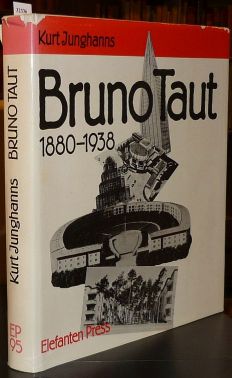 Kurt Junghanns
Bruno Taut
1880–1938
Elefanten Press
Kurt Junghanns BRUNO TAUT
EP
95